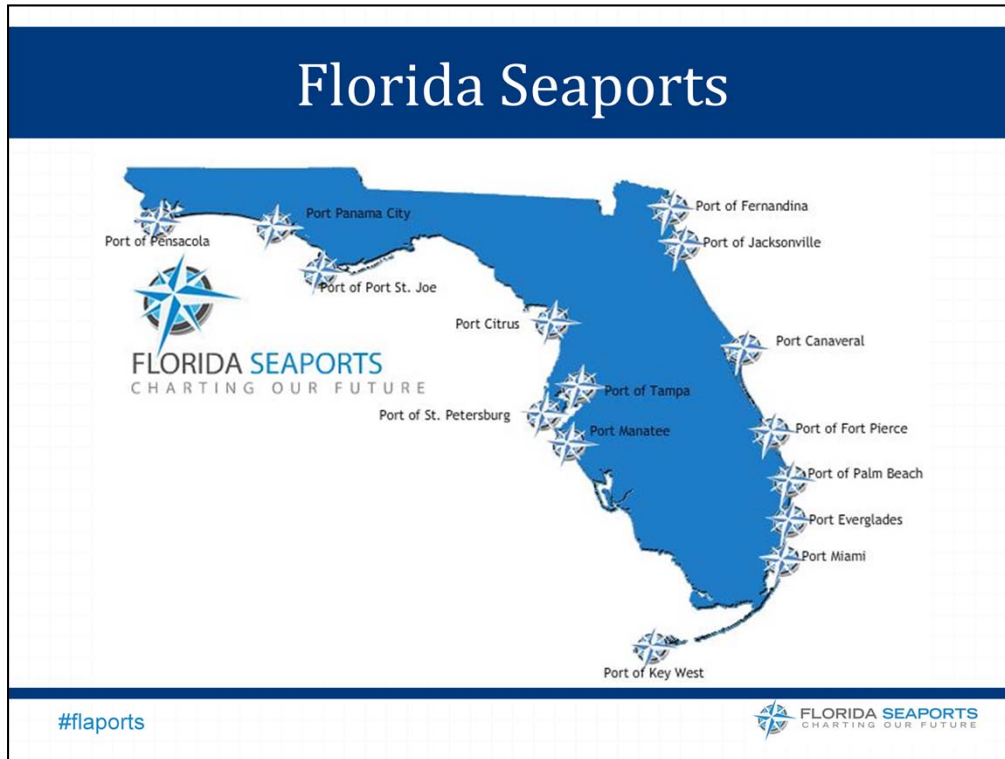 Florida Seaports
Port of Pensacola
Port Panama City
Port of Port St. Joe
FLORIDA SEAPORTS
CHARTING OUR FUTURE
Port Citrus
Port of Tampa
Port of St. Petersburg
Port Manatee
Port of Fernandina
Port of Jacksonville
Port Canaveral
Port of Fort Pierce
Port of Palm Beach
Port Everglades
Port Miami
Port of Key West
#flaports
FLORIDA SEAPORTS
CHARTING OUR FUTURE